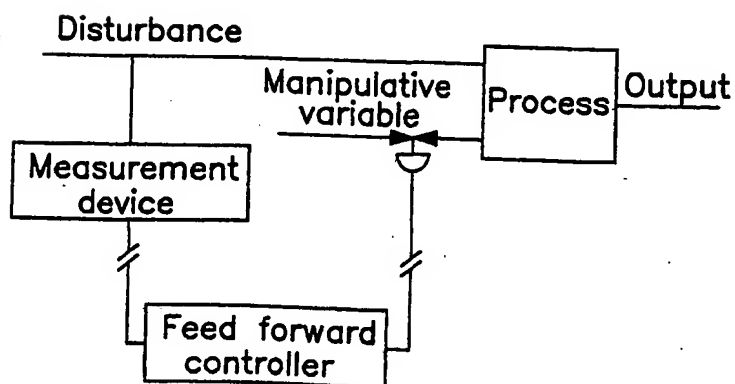 Disturbance
Manipulative
variable
Process
Output
Measurement
device
Feed forward
controller